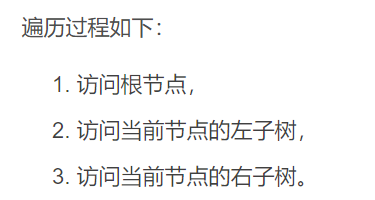 遍历过程如下：
1. 访问根节点，
2. 访问当前节点的左子树，
3. 访问当前节点的右子树。